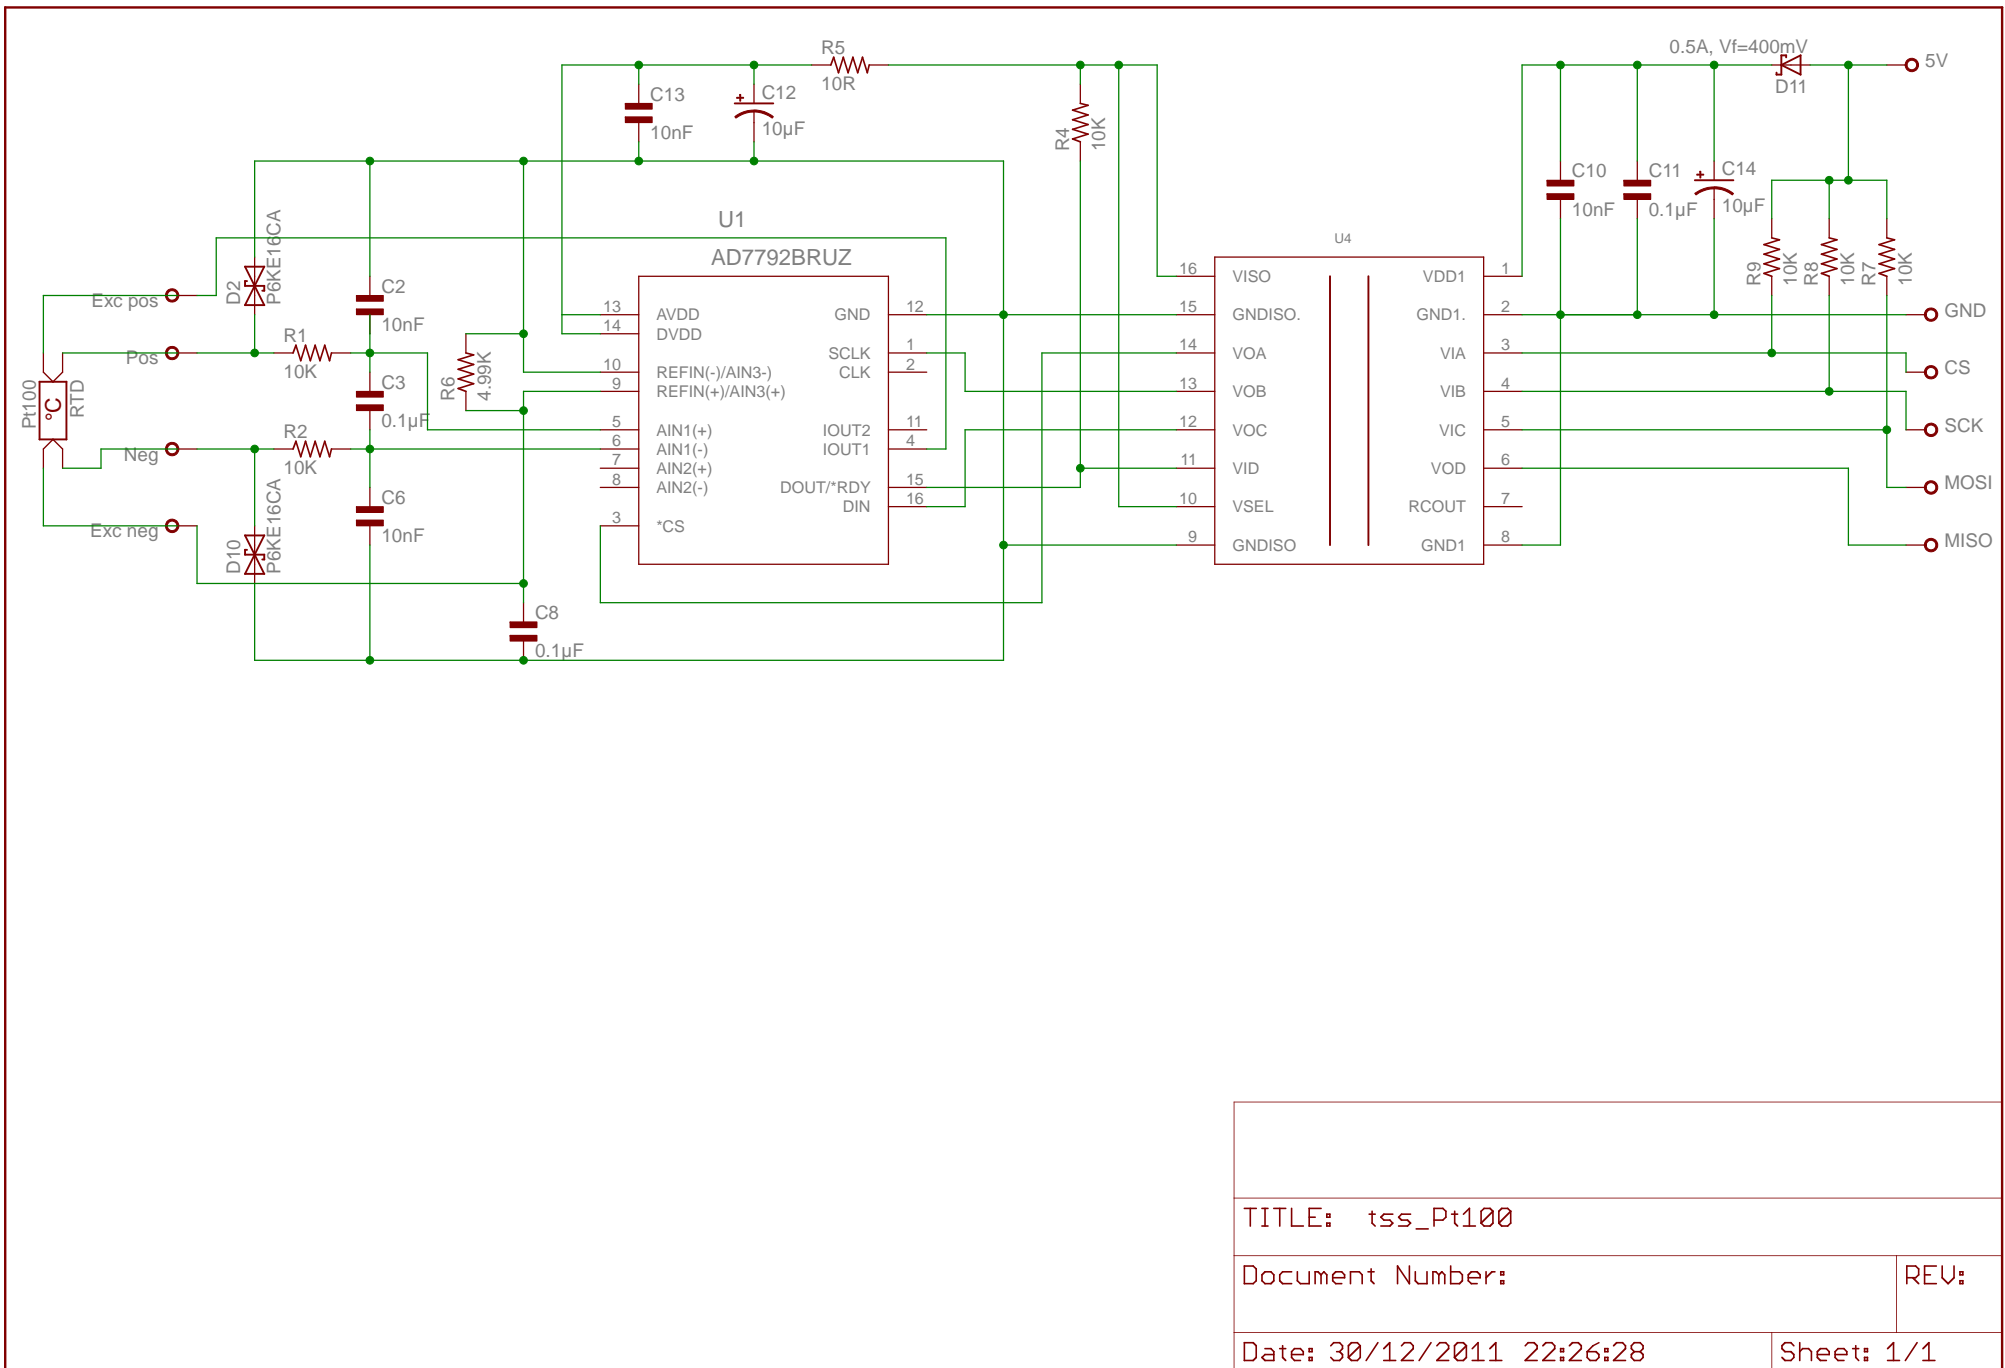 0.5A, Vf=400mV
5V
D11
R5
10R
C13
10nF
C12
10µF
R4
10K
C10
10nF
C11
0.1µF
C14
10µF
R9
10K
R8
10K
R7
10K
D2
P6KE16CA
C2
10nF
Exc pos
Pos
Neg
Exc neg
Pt100
°C
RTD
R1
10K
C3
0.1µF
R2
10K
C6
10nF
D10
P6KE16CA
R6
4.99K
C8
0.1µF
U1
AD7792BRUZ
13 AVDD
14 DVDD
10 REFIN(-)/AIN3-)
9 REFIN(+)/AIN3(+)
5 AIN1(+)
6 AIN1(-)
7 AIN2(+)
8 AIN2(-)
3 *CS
GND 12
SCLK 1
CLK 2
IOUT2 11
IOUT1 4
DOUT/*RDY 15
DIN 16
U4
16 VISO
15 GNDISO.
14 VOA
13 VOB
12 VOC
11 VID
10 VSEL
9 GNDISO
VDD1 1
GND1. 2
VIA 3
VIB 4
VIC 5
VOD 6
RCOUT 7
GND1 8
GND
CS
SCK
MOSI
MISO
TITLE: tss_Pt100
Document Number:
REV:
Date: 30/12/2011 22:26:28
Sheet: 1/1